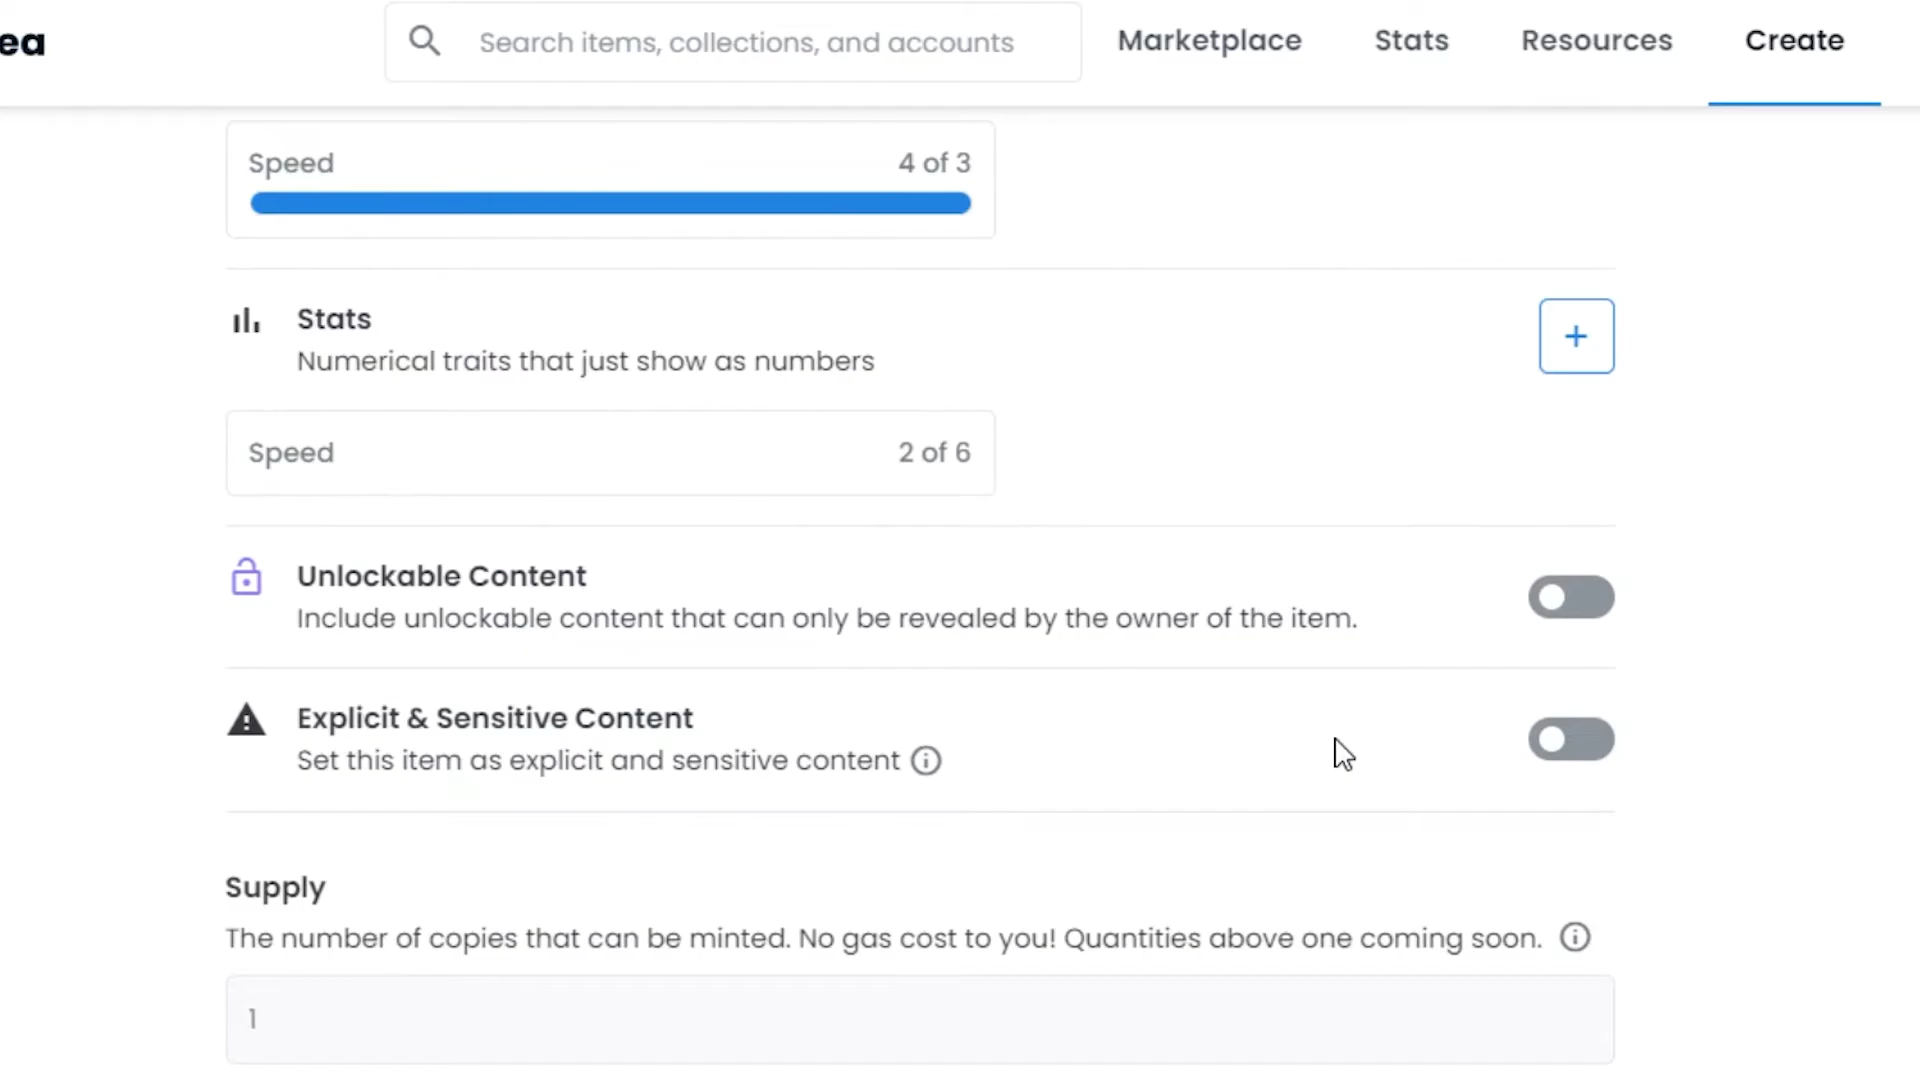 ea
Search items, collections, and accounts
Marketplace
Stats
Resources
Create
Speed 4 of 3
Stats
Numerical traits that just show as numbers
+
Speed 2 of 6
Unlockable Content
Include unlockable content that can only be revealed by the owner of the item.
Explicit & Sensitive Content
Set this item as explicit and sensitive content
Supply
The number of copies that can be minted. No gas cost to you! Quantities above one coming soon.
1